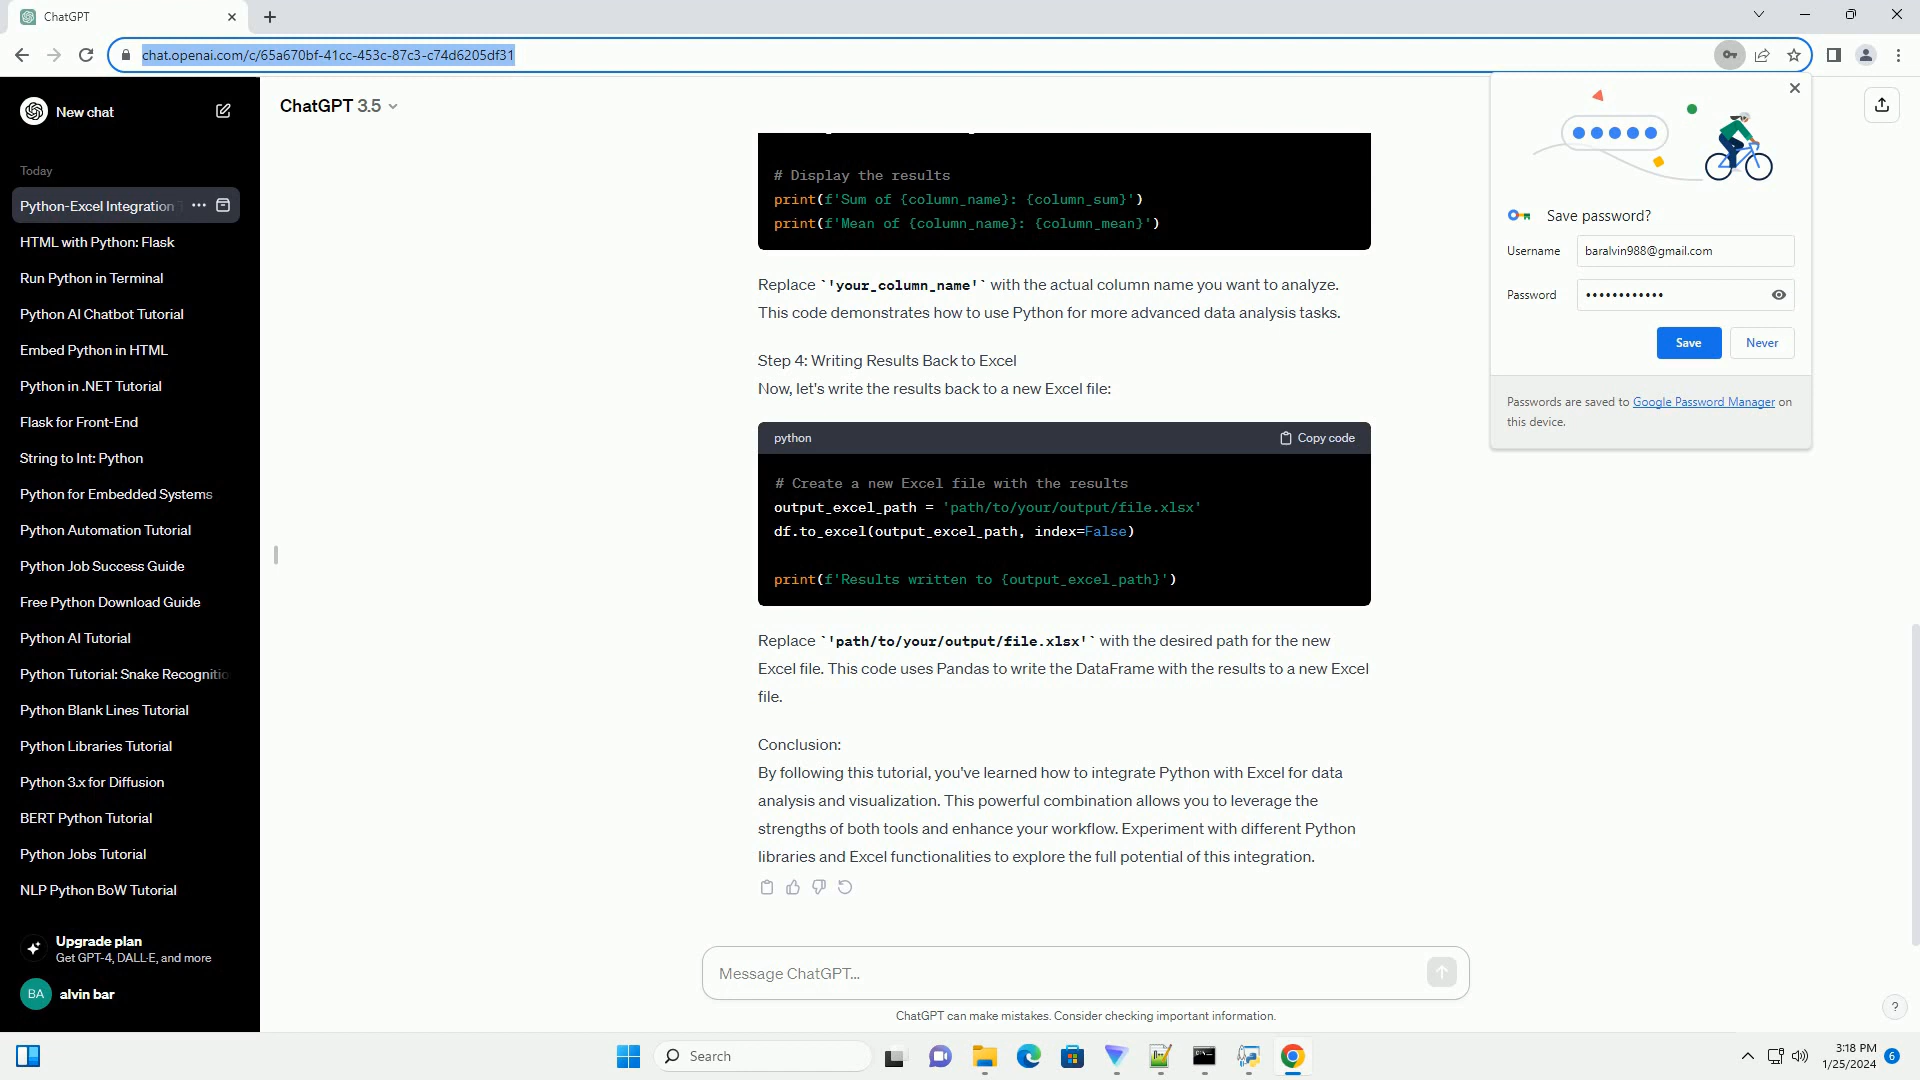 ChatGPT
chat.openai.com/c/65a670bf-41cc-453c-87c3-c74d6205df31
New chat
Today
Python-Excel Integration
HTML with Python: Flask
Run Python in Terminal
Python AI Chatbot Tutorial
Embed Python in HTML
Python in .NET Tutorial
Flask for Front-End
String to Int: Python
Python for Embedded Systems
Python Automation Tutorial
Python Job Success Guide
Free Python Download Guide
Python AI Tutorial
Python Tutorial: Snake Recognitio
Python Blank Lines Tutorial
Python Libraries Tutorial
Python 3.x for Diffusion
BERT Python Tutorial
Python Jobs Tutorial
NLP Python BoW Tutorial
Upgrade plan
Get GPT-4, DALL·E, and more
BA alvin bar
ChatGPT 3.5
# Display the results
print(f'Sum of {column_name}: {column_sum}')
print(f'Mean of {column_name}: {column_mean}')
Replace `'your_column_name'` with the actual column name you want to analyze.
This code demonstrates how to use Python for more advanced data analysis tasks.
Step 4: Writing Results Back to Excel
Now, let's write the results back to a new Excel file:
python Copy code
# Create a new Excel file with the results
output_excel_path = 'path/to/your/output/file.xlsx'
df.to_excel(output_excel_path, index=False)
print(f'Results written to {output_excel_path}')
Replace `'path/to/your/output/file.xlsx'` with the desired path for the new
Excel file. This code uses Pandas to write the DataFrame with the results to a new Excel
file.
Conclusion:
By following this tutorial, you've learned how to integrate Python with Excel for data
analysis and visualization. This powerful combination allows you to leverage the
strengths of both tools and enhance your workflow. Experiment with different Python
libraries and Excel functionalities to explore the full potential of this integration.
Message ChatGPT...
ChatGPT can make mistakes. Consider checking important information.
?
Save password?
Username baralvin988@gmail.com
Password ••••••••••••
Save Never
Passwords are saved to Google Password Manager on
this device.
Search
3:18 PM
1/25/2024
6